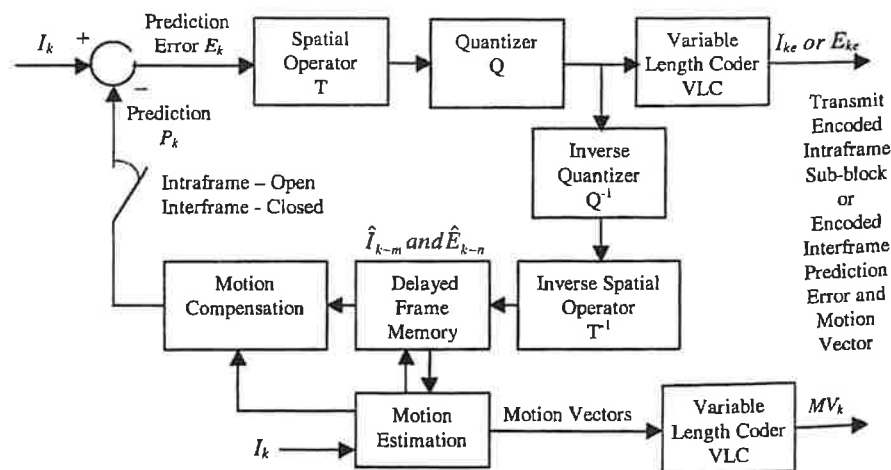 I_k
+
−
Prediction
Error E_k
Spatial
Operator
T
Quantizer
Q
Variable
Length Coder
VLC
I_ke or E_ke
Prediction
P_k
Intraframe – Open
Interframe - Closed
Inverse
Quantizer
Q^-1
Transmit
Encoded
Intraframe
Sub-block
or
Encoded
Interframe
Prediction
Error and
Motion
Vector
Î_k-m and Ê_k-n
Motion
Compensation
Delayed
Frame
Memory
Inverse Spatial
Operator
T^-1
I_k
Motion
Estimation
Motion Vectors
Variable
Length Coder
VLC
MV_k